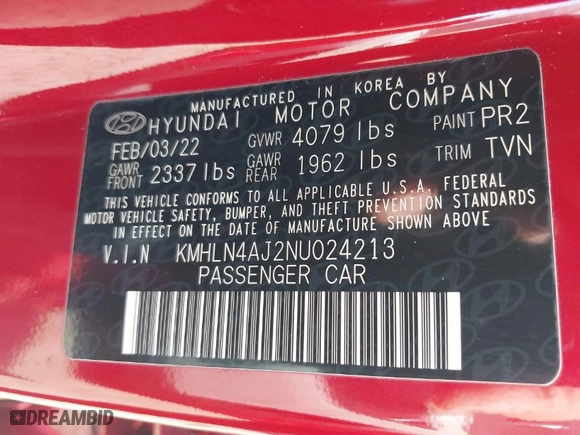 MANUFACTURED IN KOREA BY
HYUNDAI MOTOR COMPANY
FEB/03/22 GVWR 4079 lbs PAINT PR2
GAWR FRONT 2337 lbs GAWR REAR 1962 lbs TRIM TVN
THIS VEHICLE CONFORMS TO ALL APPLICABLE U.S.A. FEDERAL
MOTOR VEHICLE SAFETY, BUMPER, AND THEFT PREVENTION STANDARDS
IN EFFECT ON THE DATE OF MANUFACTURE SHOWN ABOVE
V.I.N KMHLN4AJ2NU024213
PASSENGER CAR
DREAMBID